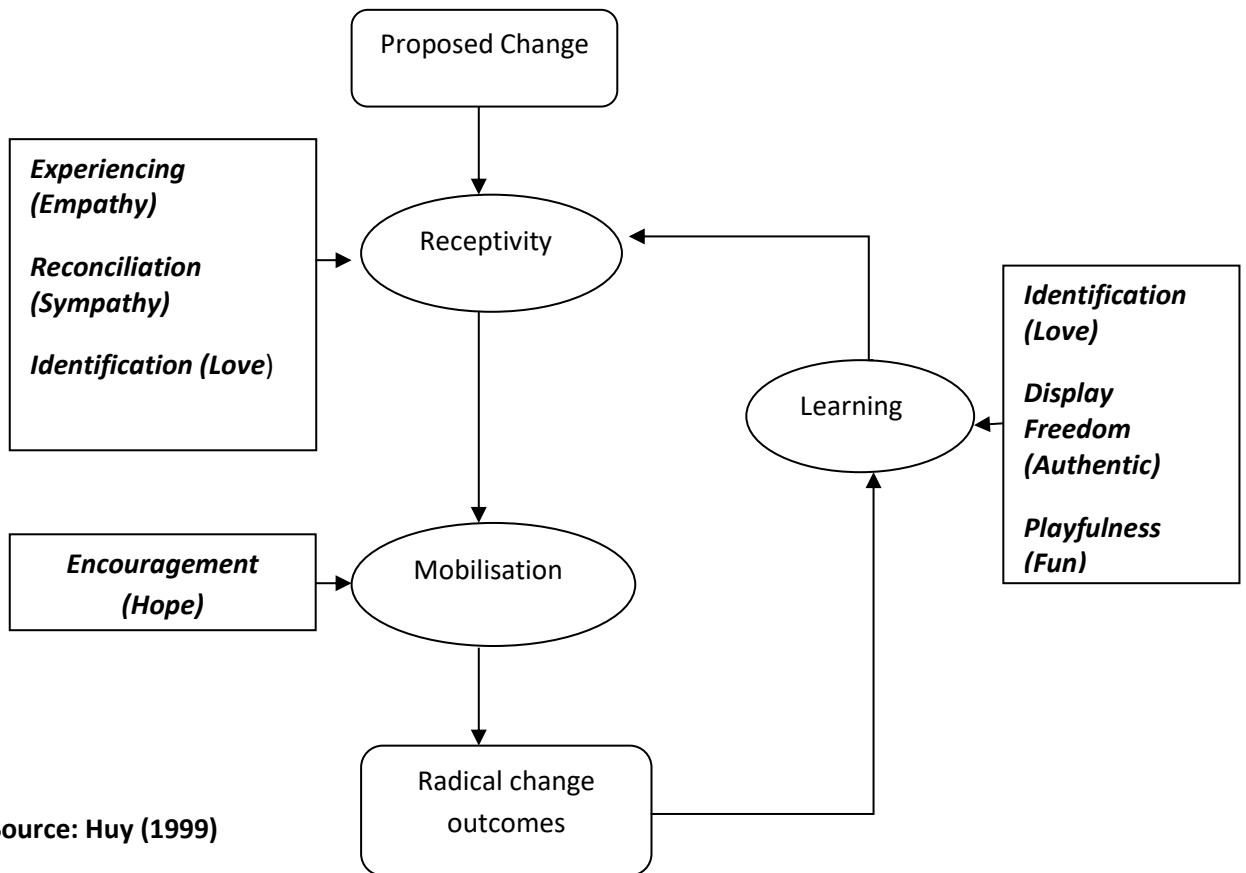 Proposed Change
Experiencing
(Empathy)
Reconciliation
(Sympathy)
Identification (Love)
Receptivity
Identification
(Love)
Display
Freedom
(Authentic)
Playfulness
(Fun)
Learning
Encouragement
(Hope)
Mobilisation
Radical change
outcomes
Source: Huy (1999)